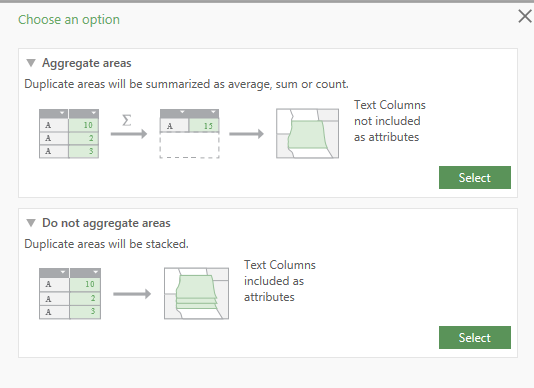 Choose an option
Aggregate areas
Duplicate areas will be summarized as average, sum or count.
A 10
A 2
A 3
Σ
A 15
Text Columns
not included
as attributes
Select
Do not aggregate areas
Duplicate areas will be stacked.
A 10
A 2
A 3
Text Columns
included as
attributes
Select